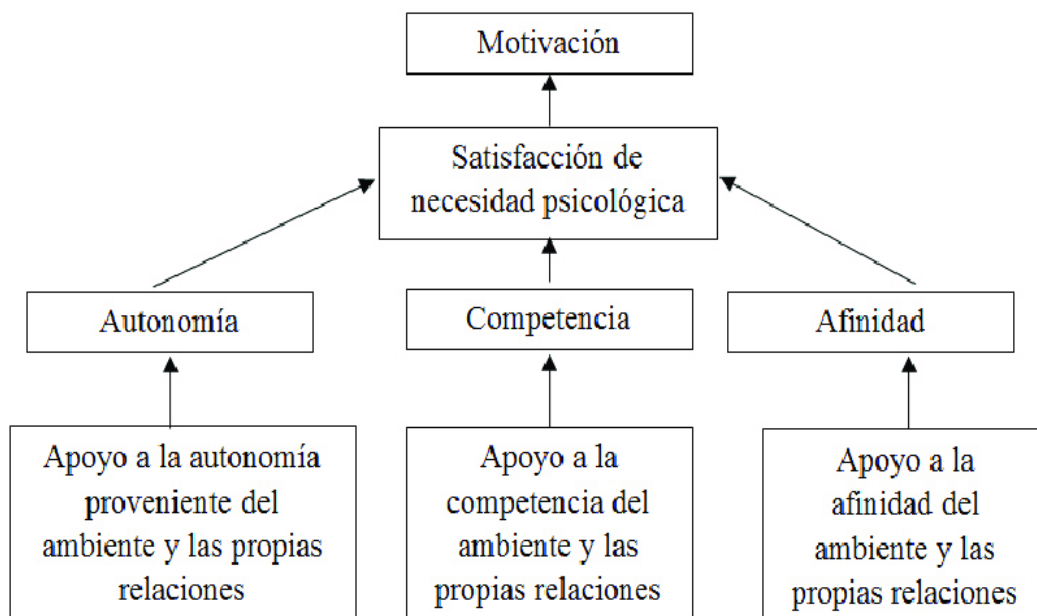 Motivación
Satisfacción de
necesidad psicológica
Autonomía
Competencia
Afinidad
Apoyo a la autonomía
proveniente del
ambiente y las propias
relaciones
Apoyo a la
competencia del
ambiente y las
propias relaciones
Apoyo a la
afinidad del
ambiente y las
propias relaciones